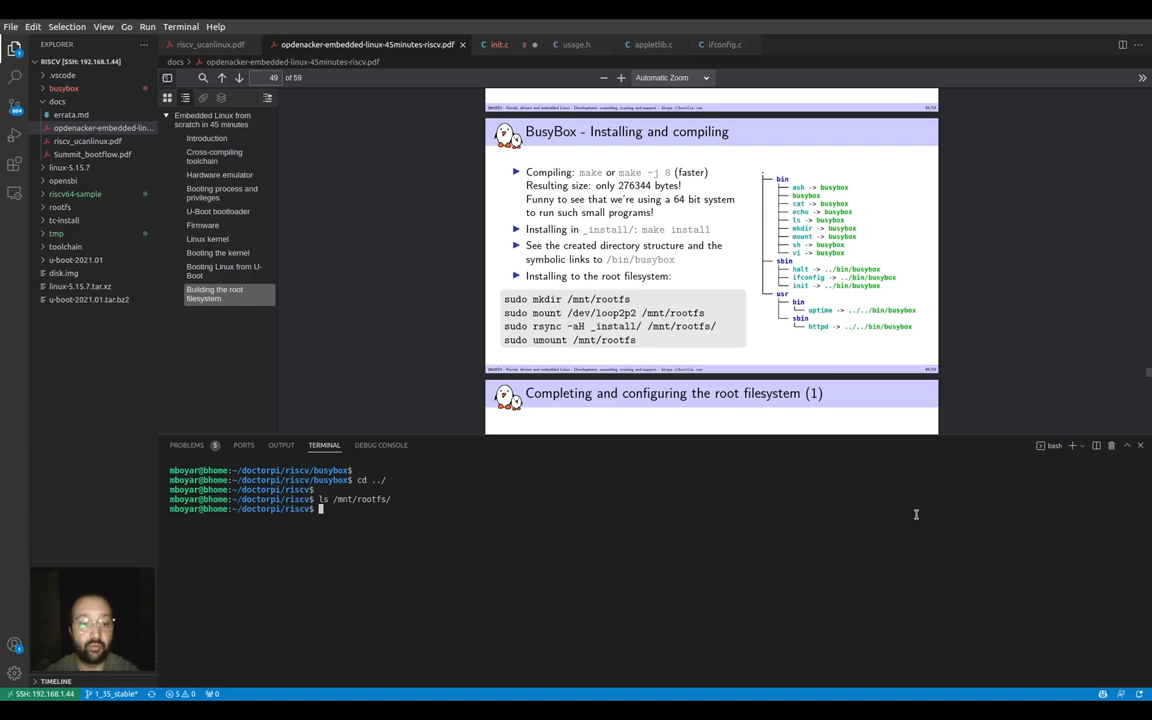 File Edit Selection View Go Run Terminal Help
EXPLORER
riscv_ucanlinux.pdf
opdenacker-embedded-linux-45minutes-riscv.pdf
init.c 5
usage.h
appletlib.c
ifconfig.c
RISCV [SSH: 192.168.1.44]
.vscode
busybox
docs
errata.md
opdenacker-embedded-lin...
riscv_ucanlinux.pdf
Summit_bootflow.pdf
linux-5.15.7
opensbi
riscv64-sample
rootfs
tc-install
tmp
toolchain
u-boot-2021.01
disk.img
linux-5.15.7.tar.xz
u-boot-2021.01.tar.bz2
TIMELINE
docs > opdenacker-embedded-linux-45minutes-riscv.pdf
49 of 59
Automatic Zoom
Embedded Linux from
scratch in 45 minutes
Introduction
Cross-compiling
toolchain
Hardware emulator
Booting process and
privileges
U-Boot bootloader
Firmware
Linux kernel
Booting the kernel
Booting Linux from U-
Boot
Building the root
filesystem
BusyBox - Installing and compiling
Compiling: make or make -j 8 (faster)
Resulting size: only 276344 bytes!
Funny to see that we're using a 64 bit system
to run such small programs!
Installing in _install/: make install
See the created directory structure and the
symbolic links to /bin/busybox
Installing to the root filesystem:
sudo mkdir /mnt/rootfs
sudo mount /dev/loop2p2 /mnt/rootfs
sudo rsync -aH _install/ /mnt/rootfs/
sudo umount /mnt/rootfs
.
bin
ash -> busybox
busybox
cat -> busybox
echo -> busybox
ls -> busybox
mkdir -> busybox
mount -> busybox
sh -> busybox
vi -> busybox
sbin
halt -> ../bin/busybox
ifconfig -> ../bin/busybox
init -> ../bin/busybox
usr
bin
uptime -> ../../bin/busybox
sbin
httpd -> ../../bin/busybox
Completing and configuring the root filesystem (1)
PROBLEMS 5 PORTS OUTPUT TERMINAL DEBUG CONSOLE
bash
mboyar@bhome:~/doctorpi/riscv/busybox$
mboyar@bhome:~/doctorpi/riscv/busybox$ cd ../
mboyar@bhome:~/doctorpi/riscv$
mboyar@bhome:~/doctorpi/riscv$ ls /mnt/rootfs/
mboyar@bhome:~/doctorpi/riscv$
SSH: 192.168.1.44 1_35_stable* 5 0 0